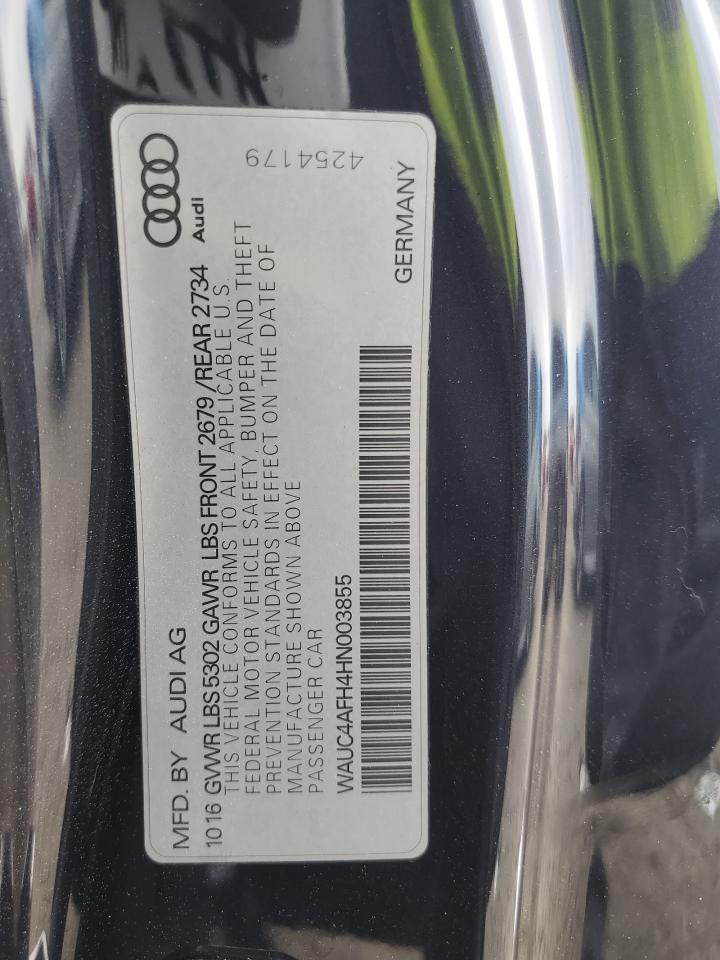 MFD. BY AUDI AG
Audi
1016 GVWR LBS 5302 GAWR LBS FRONT 2679 /REAR 2734
THIS VEHICLE CONFORMS TO ALL APPLICABLE U.S.
FEDERAL MOTOR VEHICLE SAFETY, BUMPER AND THEFT
PREVENTION STANDARDS IN EFFECT ON THE DATE OF
MANUFACTURE SHOWN ABOVE
PASSENGER CAR
4254179
WAUC4AFH4HN003855
GERMANY